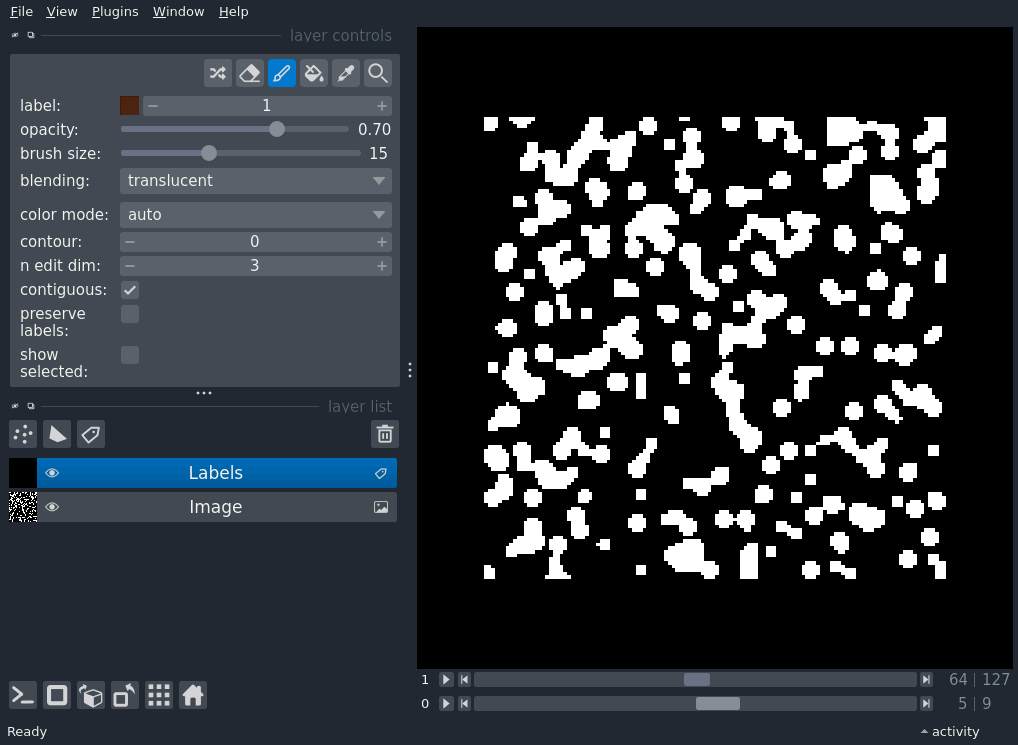 File View Plugins Window Help
layer controls
label: 1
opacity: 0.70
brush size: 15
blending: translucent
color mode: auto
contour: 0
n edit dim: 3
contiguous:
preserve
labels:
show
selected:
layer list
Labels
Image
1 64 | 127
0 5 | 9
Ready activity